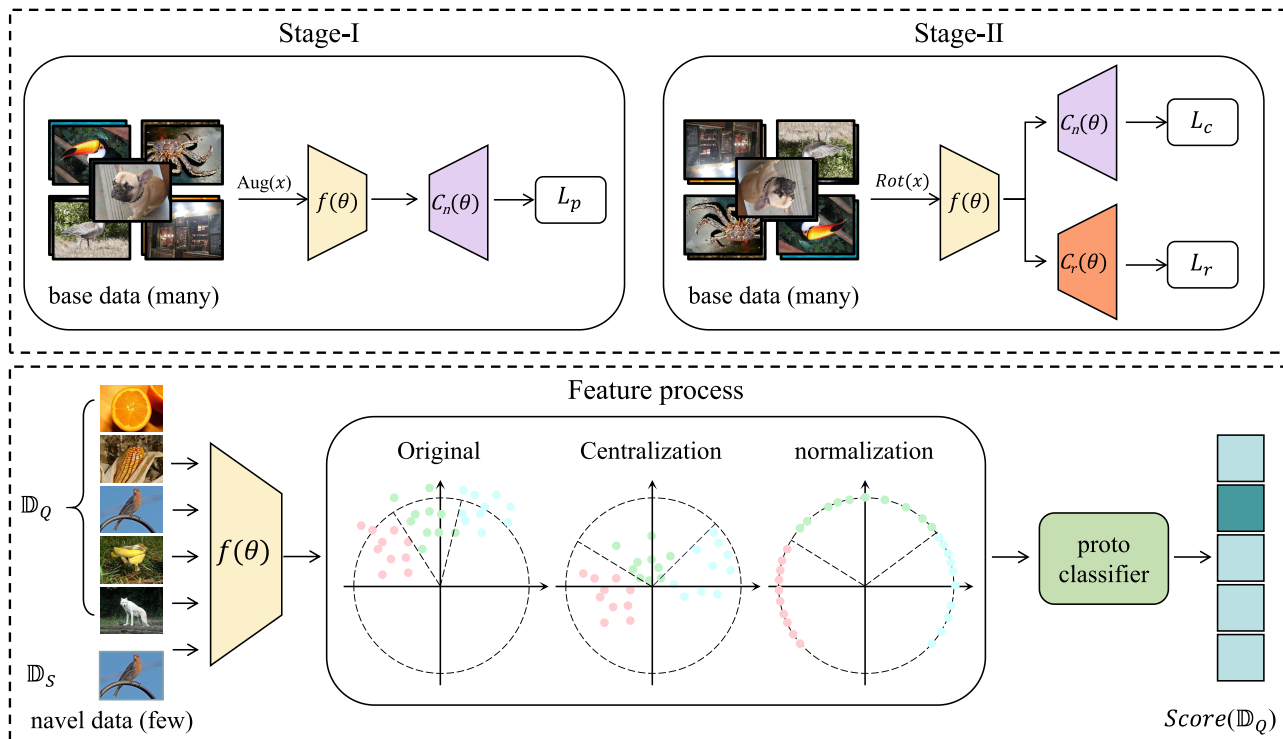 Stage-I
Stage-II
Aug(x)
f(θ)
C_n(θ)
L_p
base data (many)
Rot(x)
f(θ)
C_n(θ)
L_c
C_r(θ)
L_r
base data (many)
Feature process
𝔻_Q
f(θ)
Original
Centralization
normalization
proto
classifier
𝔻_S
navel data (few)
Score(𝔻_Q)